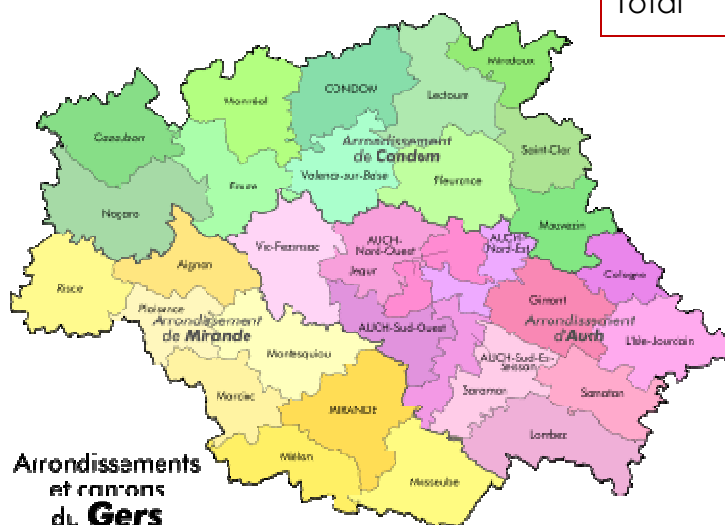 Total
Miradoux
CONDOM
Montréal
Lectoure
Cazaubon
Saint-Clar
Arrondissement
de Condom
Valence-sur-Baïse
Fleurance
Eauze
Nogaro
Mauvezin
Vic-Fezensac
AUCH-
Nord-Ouest
AUCH-
Nord-Est
Jegun
Aignan
Cologne
Riscle
Gimont
Plaisance
Arrondissement
de Mirande
AUCH-Sud-Ouest
Arrondissement
d'Auch
L'Isle-Jourdain
Montesquiou
AUCH-Sud-Es-
Seissan
Saramon
Samatan
Marciac
MIRANDE
Lombez
Miélan
Masseube
Arrondissements
et cantons
du Gers